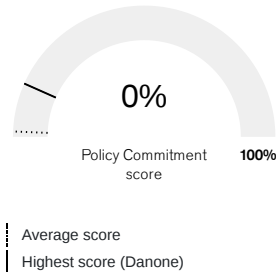 0%
Policy Commitment 100%
score
Average score
Highest score (Danone)